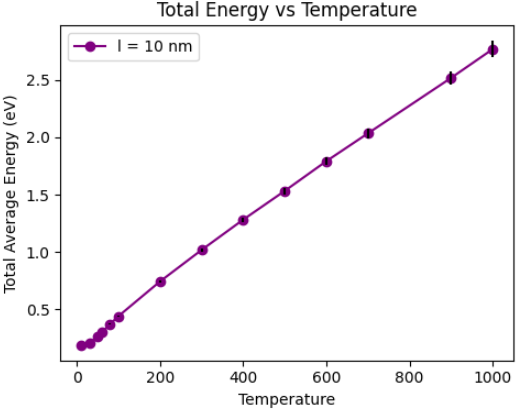 Total Energy vs Temperature
l = 10 nm
Total Average Energy (eV)
2.5
2.0
1.5
1.0
0.5
0
200
400
600
800
1000
Temperature